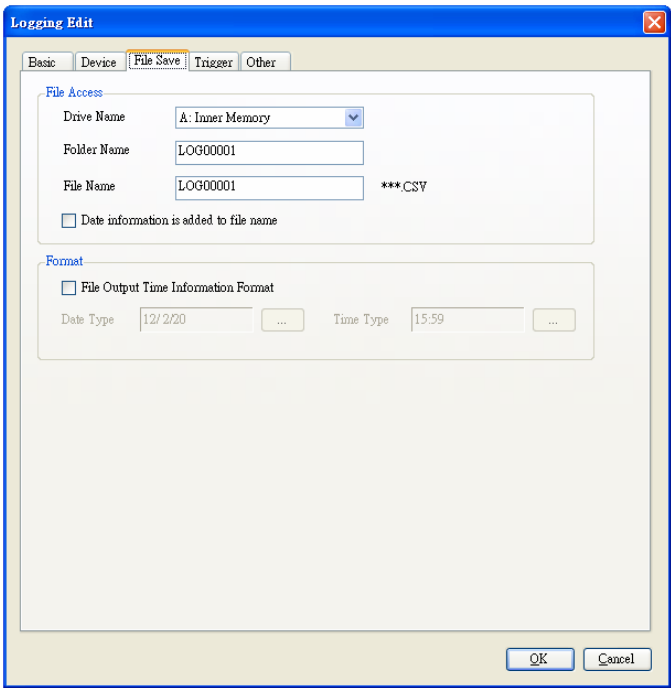 Logging Edit
Basic Device File Save Trigger Other
File Access
Drive Name A: Inner Memory
Folder Name LOG00001
File Name LOG00001 ***.CSV
Date information is added to file name
Format
File Output Time Information Format
Date Type 12/ 2/20 ... Time Type 15:59 ...
OK Cancel